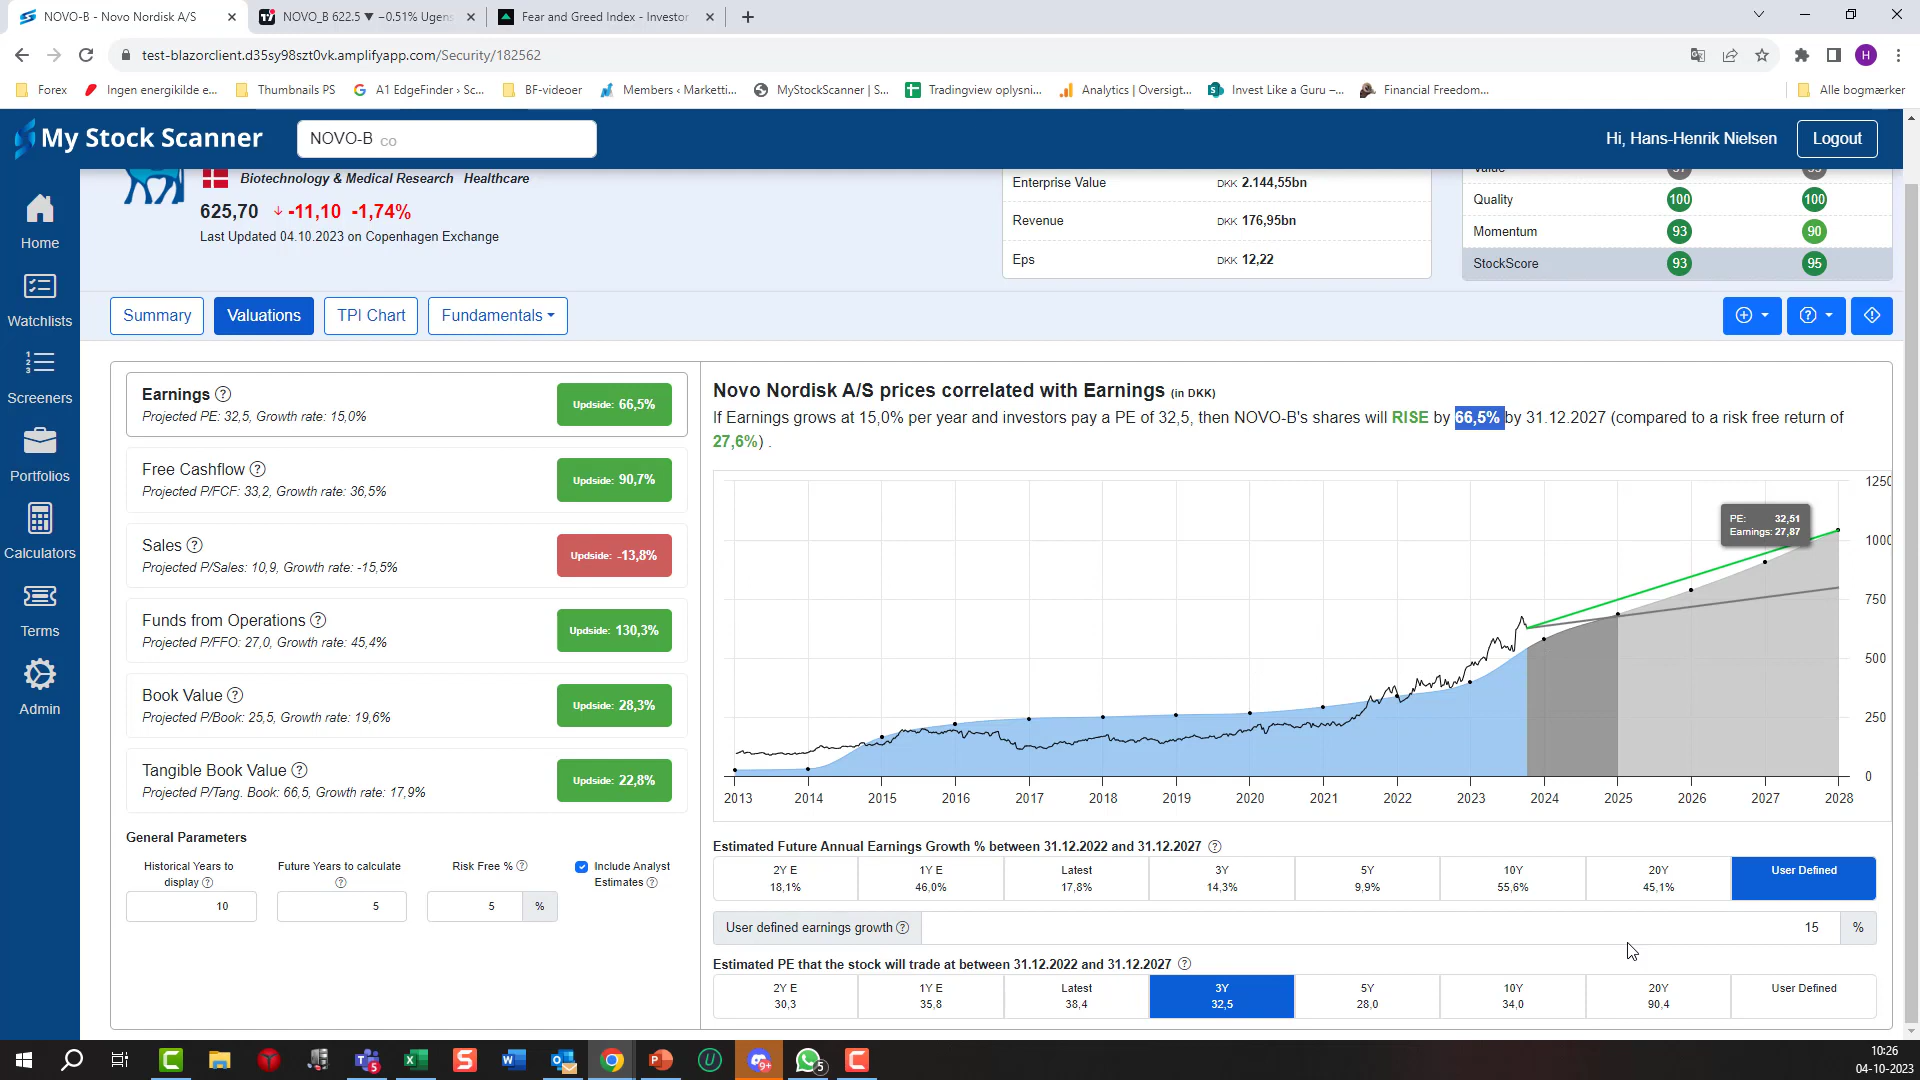 NOVO-B - Novo Nordisk A/S
NOVO_B 622.5 ▼ −0.51% Ugens
Fear and Greed Index - Investor
test-blazorclient.d35sy98szt0vk.amplifyapp.com/Security/182562
H
Forex
Ingen energikilde e...
Thumbnails PS
A1 EdgeFinder › Sc...
BF-videoer
Members ‹ Marketti...
MyStockScanner | S...
Tradingview oplysni...
Analytics | Oversigt...
Invest Like a Guru –...
Financial Freedom...
Alle bogmærker
My Stock Scanner
NOVO-B co
Hi, Hans-Henrik Nielsen
Logout
Home
Watchlists
Screeners
Portfolios
Calculators
Terms
Admin
Biotechnology & Medical Research Healthcare
625,70 -11,10 -1,74%
Last Updated 04.10.2023 on Copenhagen Exchange
Enterprise Value DKK 2.144,55bn
Revenue DKK 176,95bn
Eps DKK 12,22
Value
Quality 100 100
Momentum 93 90
StockScore 93 95
Summary
Valuations
TPI Chart
Fundamentals
Earnings
Projected PE: 32,5, Growth rate: 15,0%
Updside: 66,5%
Free Cashflow
Projected P/FCF: 33,2, Growth rate: 36,5%
Upside: 90,7%
Sales
Projected P/Sales: 10,9, Growth rate: -15,5%
Upside: -13,8%
Funds from Operations
Projected P/FFO: 27,0, Growth rate: 45,4%
Upside: 130,3%
Book Value
Projected P/Book: 25,5, Growth rate: 19,6%
Upside: 28,3%
Tangible Book Value
Projected P/Tang. Book: 66,5, Growth rate: 17,9%
Upside: 22,8%
General Parameters
Historical Years to
display
10
Future Years to calculate
5
Risk Free %
5 %
Include Analyst
Estimates
Novo Nordisk A/S prices correlated with Earnings (in DKK)
If Earnings grows at 15,0% per year and investors pay a PE of 32,5, then NOVO-B's shares will RISE by 66,5% by 31.12.2027 (compared to a risk free return of
27,6%) .
PE: 32,51
Earnings: 27,87
1250
1000
750
500
250
0
2013 2014 2015 2016 2017 2018 2019 2020 2021 2022 2023 2024 2025 2026 2027 2028
Estimated Future Annual Earnings Growth % between 31.12.2022 and 31.12.2027
2Y E 1Y E Latest 3Y 5Y 10Y 20Y User Defined
18,1% 46,0% 17,8% 14,3% 9,9% 55,6% 45,1%
User defined earnings growth 15 %
Estimated PE that the stock will trade at between 31.12.2022 and 31.12.2027
2Y E 1Y E Latest 3Y 5Y 10Y 20Y User Defined
30,3 35,8 38,4 32,5 28,0 34,0 90,4
10:26
04-10-2023